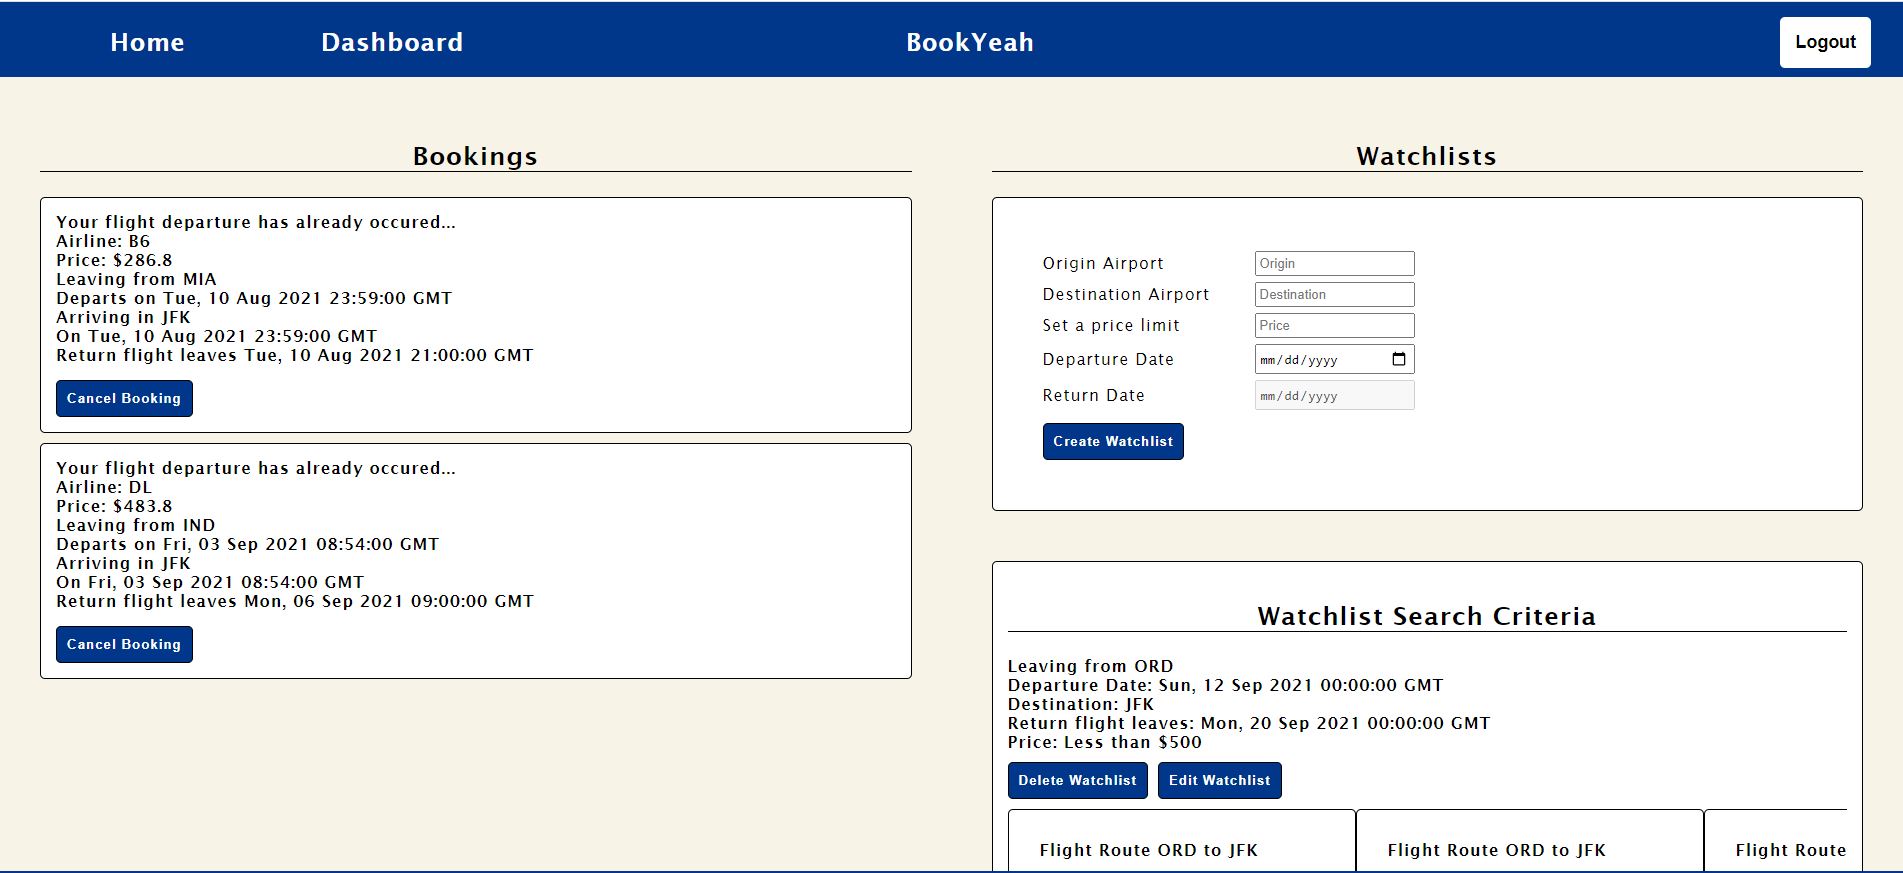 Home Dashboard BookYeah Logout
Bookings
Your flight departure has already occured...
Airline: B6
Price: $286.8
Leaving from MIA
Departs on Tue, 10 Aug 2021 23:59:00 GMT
Arriving in JFK
On Tue, 10 Aug 2021 23:59:00 GMT
Return flight leaves Tue, 10 Aug 2021 21:00:00 GMT
Cancel Booking
Your flight departure has already occured...
Airline: DL
Price: $483.8
Leaving from IND
Departs on Fri, 03 Sep 2021 08:54:00 GMT
Arriving in JFK
On Fri, 03 Sep 2021 08:54:00 GMT
Return flight leaves Mon, 06 Sep 2021 09:00:00 GMT
Cancel Booking
Watchlists
Origin Airport Origin
Destination Airport Destination
Set a price limit Price
Departure Date mm/dd/yyyy
Return Date mm/dd/yyyy
Create Watchlist
Watchlist Search Criteria
Leaving from ORD
Departure Date: Sun, 12 Sep 2021 00:00:00 GMT
Destination: JFK
Return flight leaves: Mon, 20 Sep 2021 00:00:00 GMT
Price: Less than $500
Delete Watchlist Edit Watchlist
Flight Route ORD to JFK Flight Route ORD to JFK Flight Route